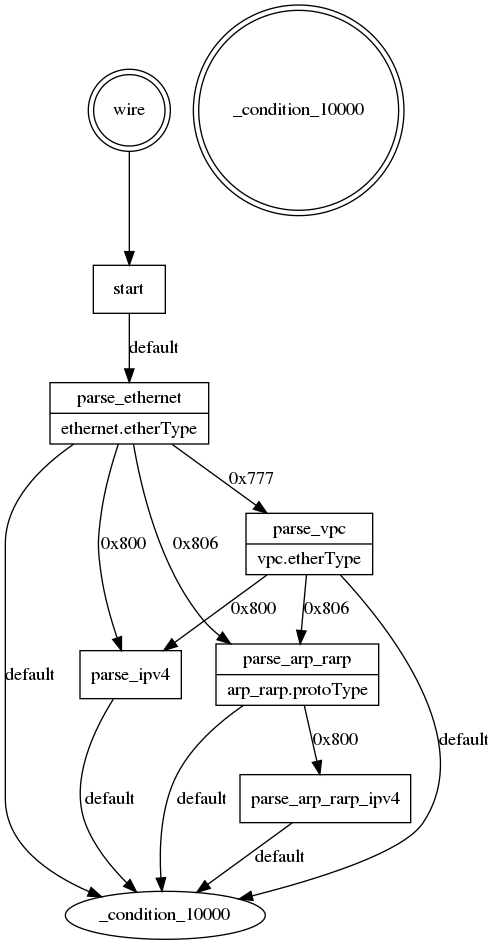 wire
_condition_10000
start
default
parse_ethernet
ethernet.etherType
0x777
parse_vpc
vpc.etherType
0x800
0x806
0x800
0x806
parse_arp_rarp
arp_rarp.protoType
parse_ipv4
default
default
0x800
default
default
parse_arp_rarp_ipv4
default
_condition_10000